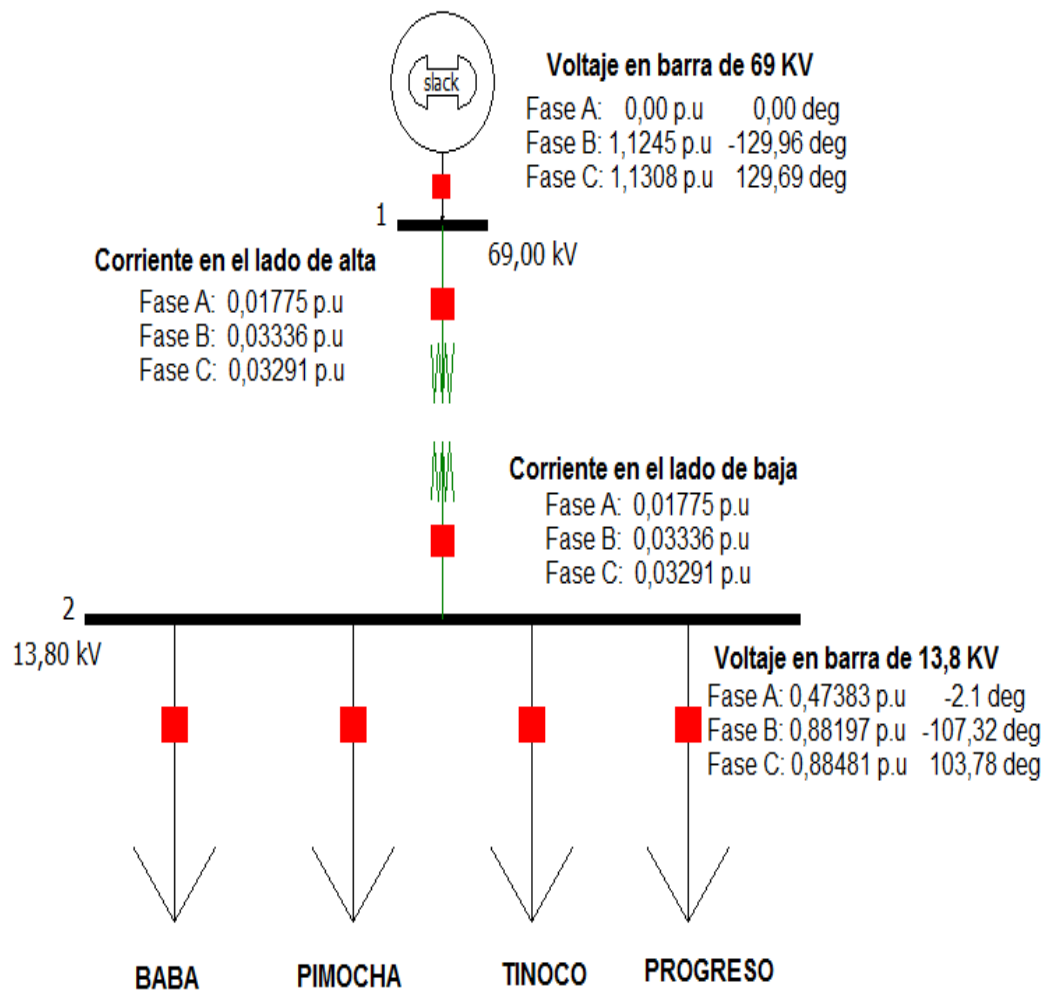 slack
Voltaje en barra de 69 KV
Fase A: 0,00 p.u 0,00 deg
Fase B: 1,1245 p.u -129,96 deg
Fase C: 1,1308 p.u 129,69 deg
1
69,00 kV
Corriente en el lado de alta
Fase A: 0,01775 p.u
Fase B: 0,03336 p.u
Fase C: 0,03291 p.u
Corriente en el lado de baja
Fase A: 0,01775 p.u
Fase B: 0,03336 p.u
Fase C: 0,03291 p.u
2
13,80 kV
Voltaje en barra de 13,8 KV
Fase A: 0,47383 p.u -2.1 deg
Fase B: 0,88197 p.u -107,32 deg
Fase C: 0,88481 p.u 103,78 deg
BABA PIMOCHA TINOCO PROGRESO